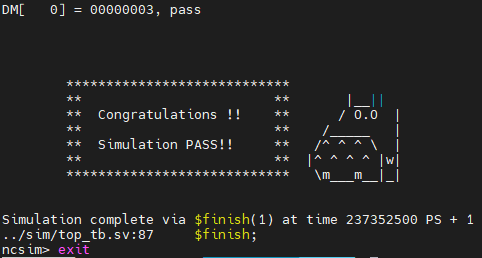 DM[   0] = 00000003, pass
****************************
**                        **       |__||
**  Congratulations !!    **      / O.O  |
**                        **    /_____   |
**  Simulation PASS!!     **   /^ ^ ^ \  |
**                        **  |^ ^ ^ ^ |w|
****************************   \m___m__|_|
Simulation complete via $finish(1) at time 237352500 PS + 1
../sim/top_tb.sv:87     $finish;
ncsim> exit